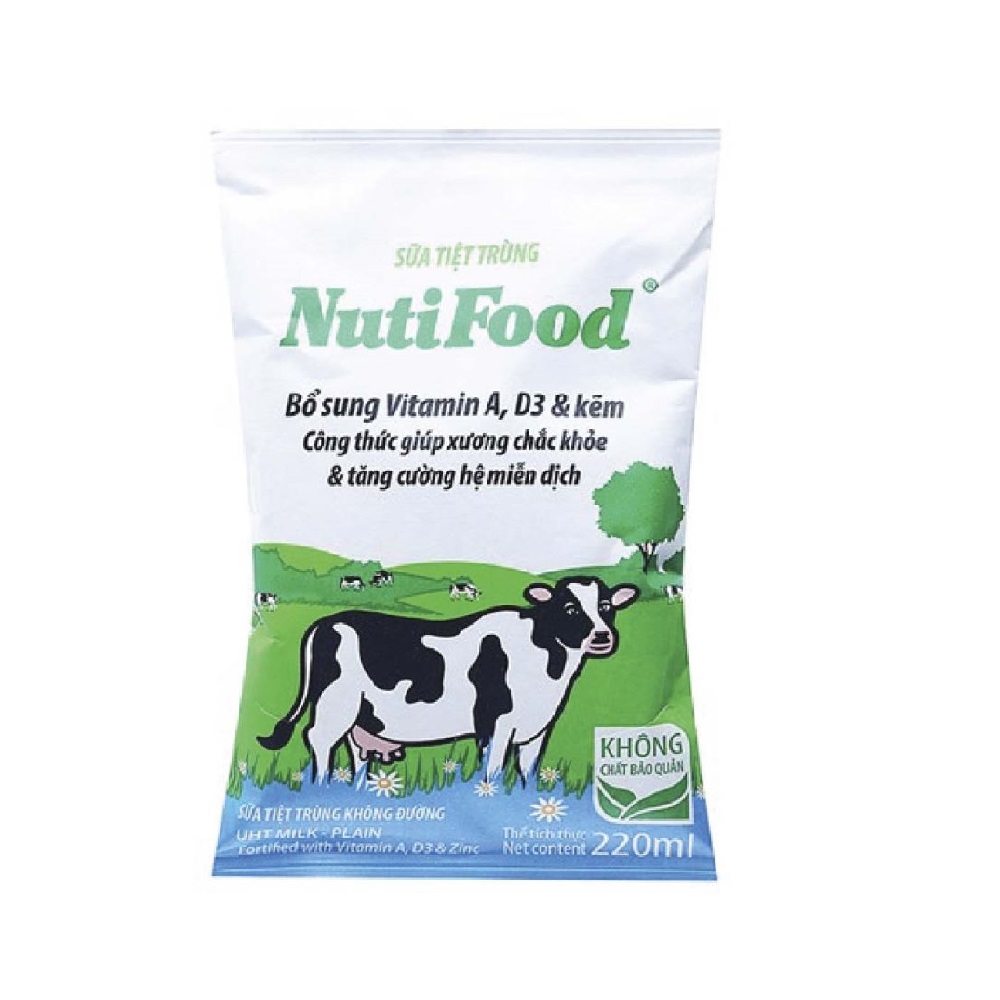 SỮA TIỆT TRÙNG
NutiFood®
Bổ sung Vitamin A, D3 & kẽm
Công thức giúp xương chắc khỏe
& tăng cường hệ miễn dịch
KHÔNG
CHẤT BẢO QUẢN
SỮA TIỆT TRÙNG KHÔNG ĐƯỜNG
UHT MILK - PLAIN
Fortified with Vitamin A, D3 & Zinc
Thể tích thực
Net content 220ml